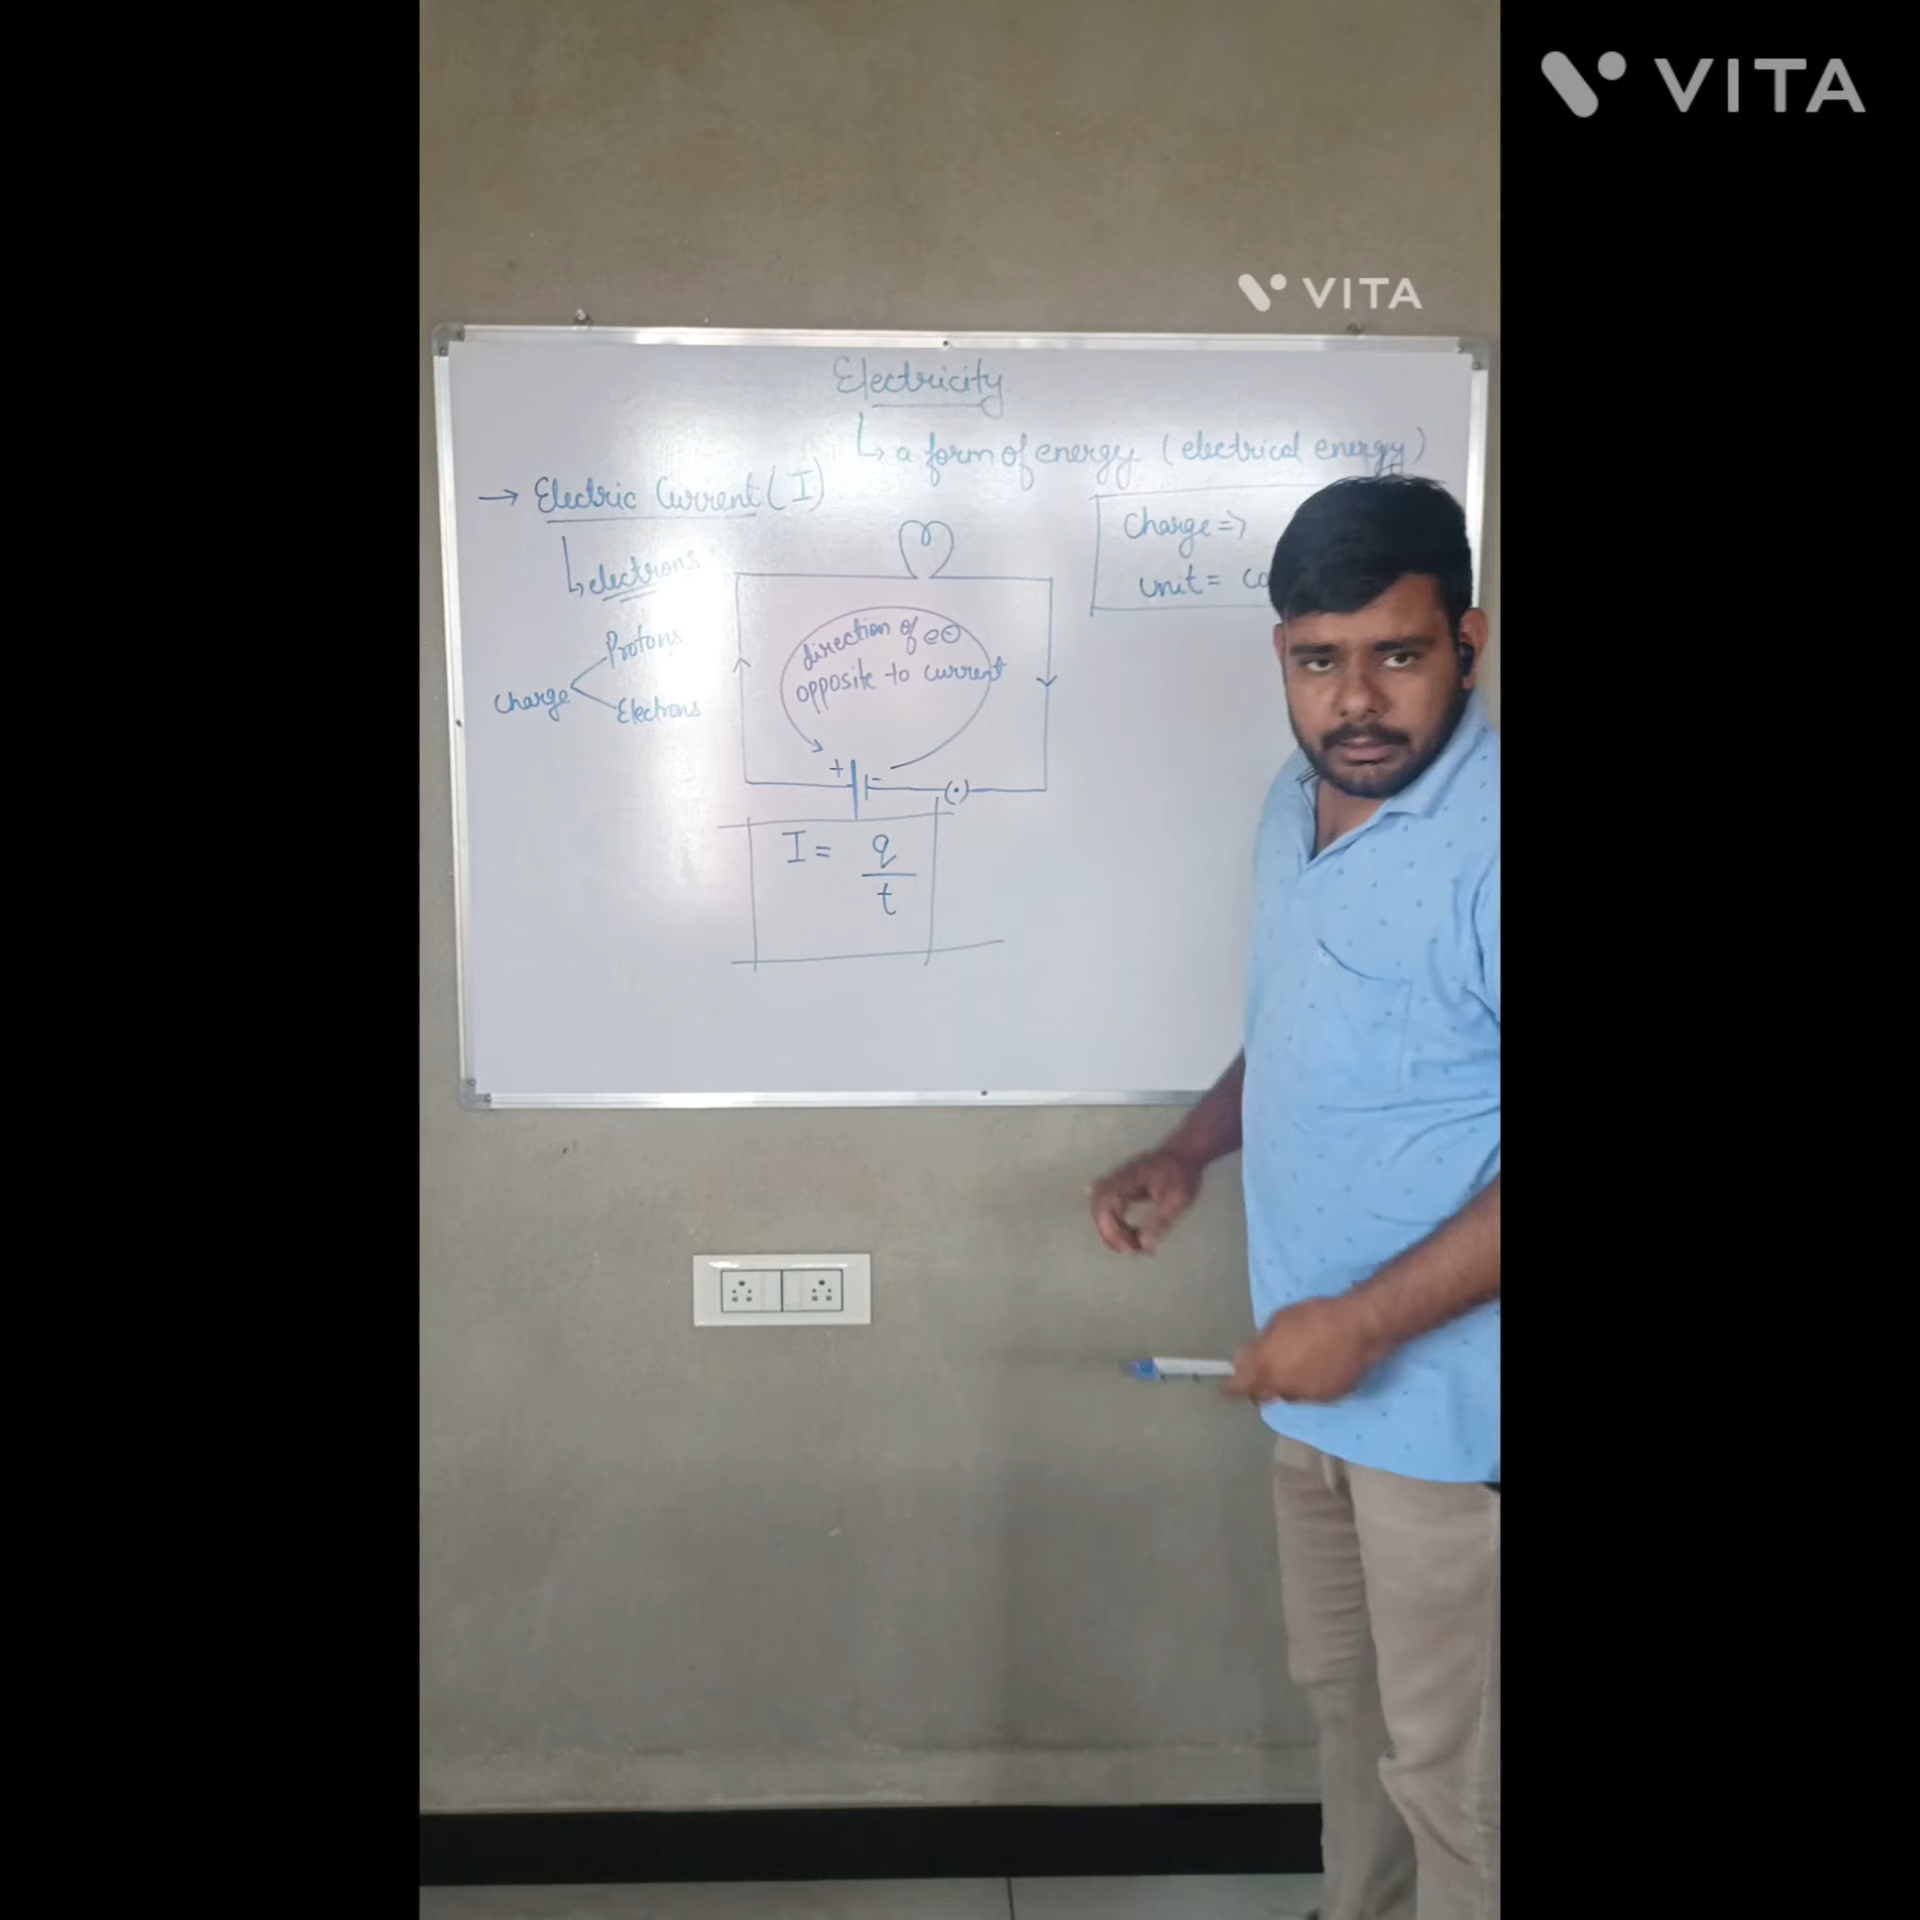 VITA
VITA
Electricity
↳ a form of energy (electrical energy)
→ Electric Current (I)
↳ electrons
Charge =>
unit =
Protons
Charge
Electrons
direction of e⊖
opposite to current
+ -
(·)
I = q/t